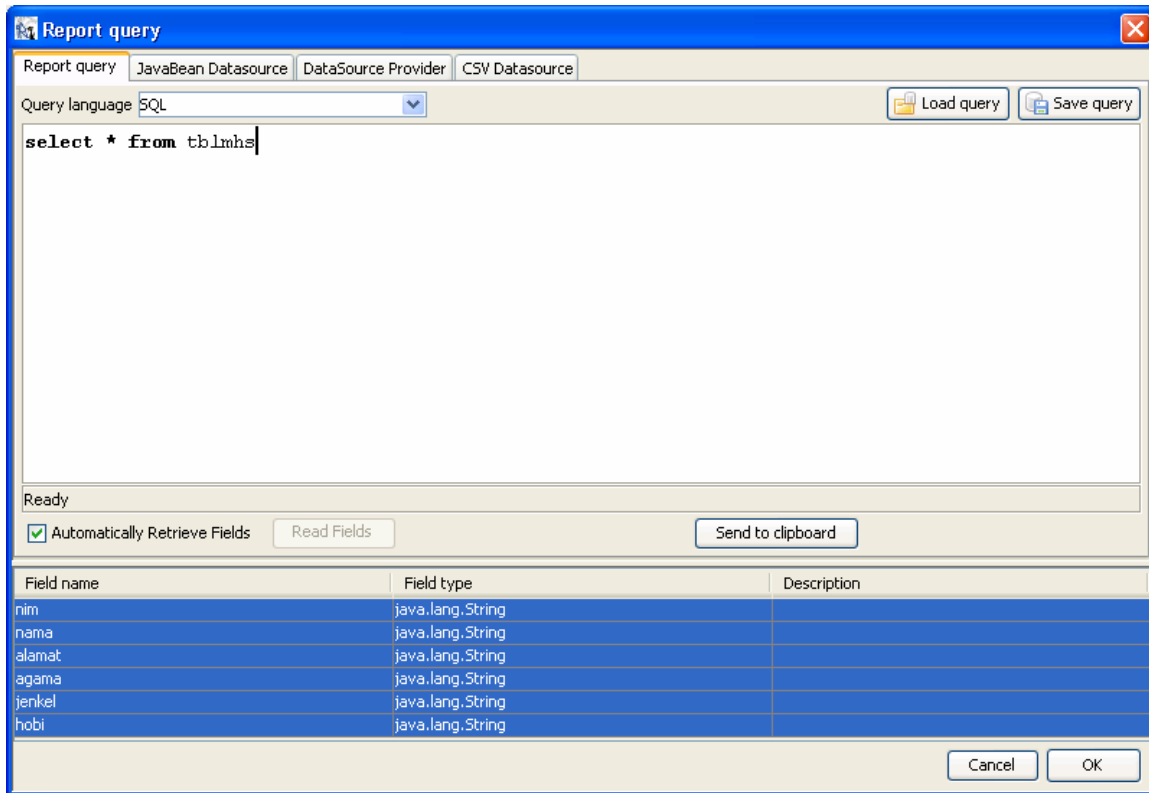 Report query
Report query JavaBean Datasource DataSource Provider CSV Datasource
Query language SQL Load query Save query
select * from tblmhs
Ready
Automatically Retrieve Fields Read Fields Send to clipboard
Field name Field type Description
nim java.lang.String
nama java.lang.String
alamat java.lang.String
agama java.lang.String
jenkel java.lang.String
hobi java.lang.String
Cancel OK